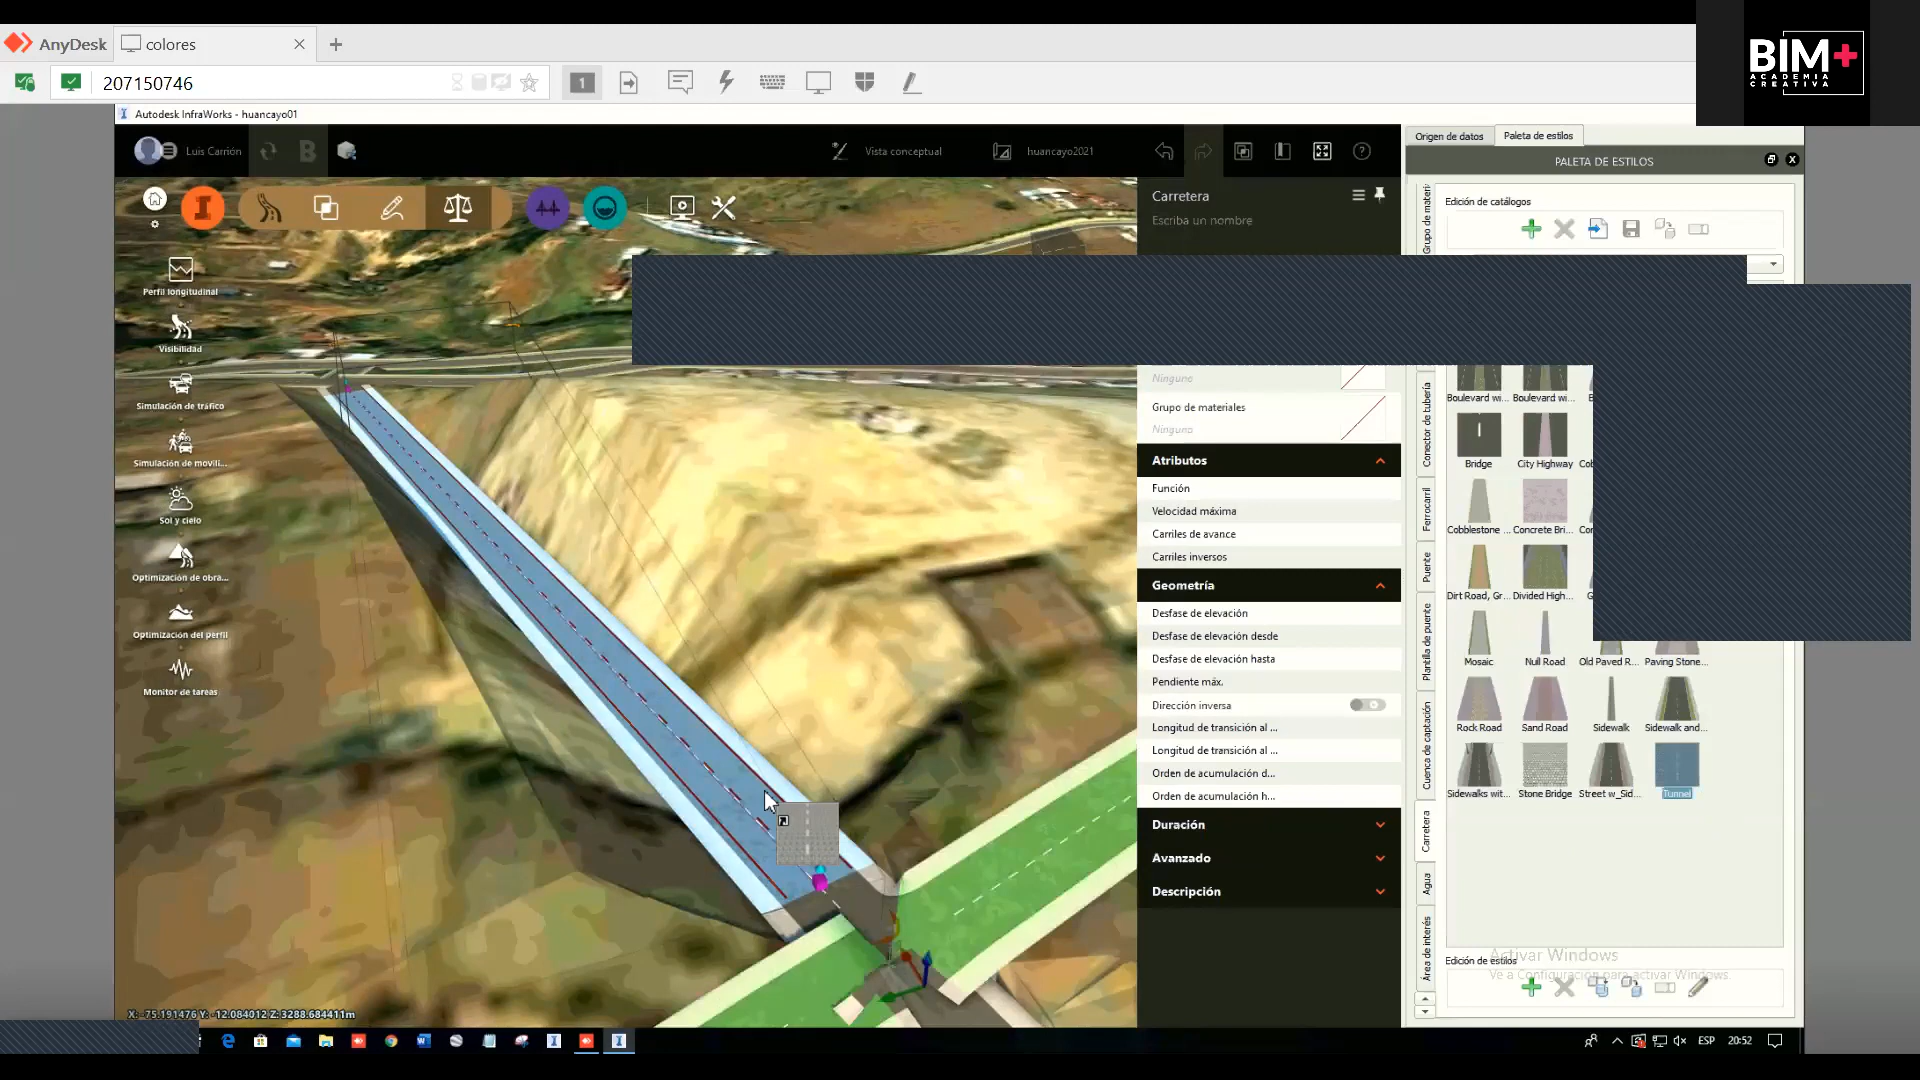 AnyDesk
colores
207150746
1
BIM+
ACADEMIA
CREATIVA
Autodesk InfraWorks - huancayo01
Luis Carrión
Vista conceptual
huancayo2021
Origen de datos
Paleta de estilos
PALETA DE ESTILOS
Carretera
Escriba un nombre
Edición de catálogos
Grupo de materi
Perfil longitudinal
Visibilidad
Simulación de tráfico
Simulación de movili...
Sol y cielo
Optimización de obra...
Optimización del perfil
Monitor de tareas
Ninguno
Grupo de materiales
Ninguno
Atributos
Función
Velocidad máxima
Carriles de avance
Carriles inversos
Geometría
Desfase de elevación
Desfase de elevación desde
Desfase de elevación hasta
Pendiente máx.
Dirección inversa
Longitud de transición al ...
Longitud de transición al ...
Orden de acumulación d...
Orden de acumulación h...
Duración
Avanzado
Descripción
Conector de tubería
Ferrocarril
Puente
Plantilla de puente
Cuenca de captación
Carretera
Agua
Área de interés
Boulevard wi... Boulevard wi...
Bridge City Highway
Cobblestone ... Concrete Bri...
Dirt Road, Gr... Divided High...
Mosaic Null Road Old Paved R... Paving Stone...
Rock Road Sand Road Sidewalk Sidewalk and...
Sidewalks wit... Stone Bridge Street w_Sid... Tunnel
Activar Windows
Edición de estilos
Ve a Configuración para activar Windows.
X: -75.191476 Y: -12.084012 Z: 3288.684411m
ESP
20:52